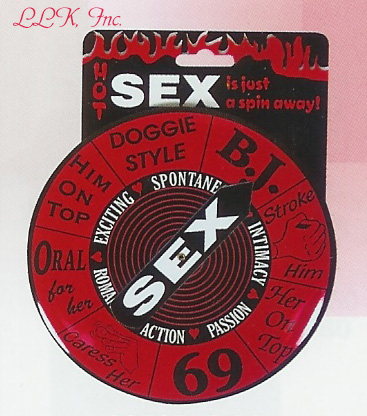 LLK, Inc.
HOT
SEX
is just
a spin away!
DOGGIE
STYLE
B.J.
Stroke
Him
Her
On
Top
69
Caress
Her
ORAL
for
her
HIM
ON
TOP
EXCITING
INTIMACY
PASSION
ACTION
SEX